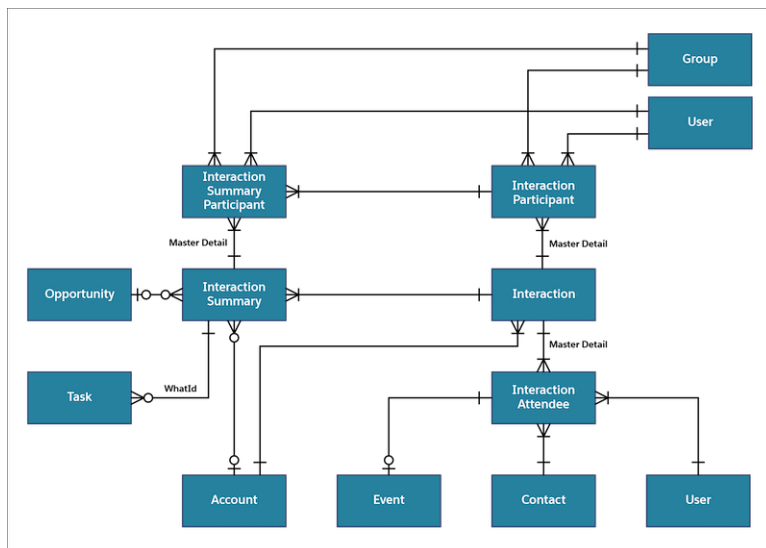 Group
User
Interaction
Summary
Participant
Interaction
Participant
Master Detail
Master Detail
Opportunity
Interaction
Summary
Interaction
Master Detail
Task
WhatId
Interaction
Attendee
Account
Event
Contact
User